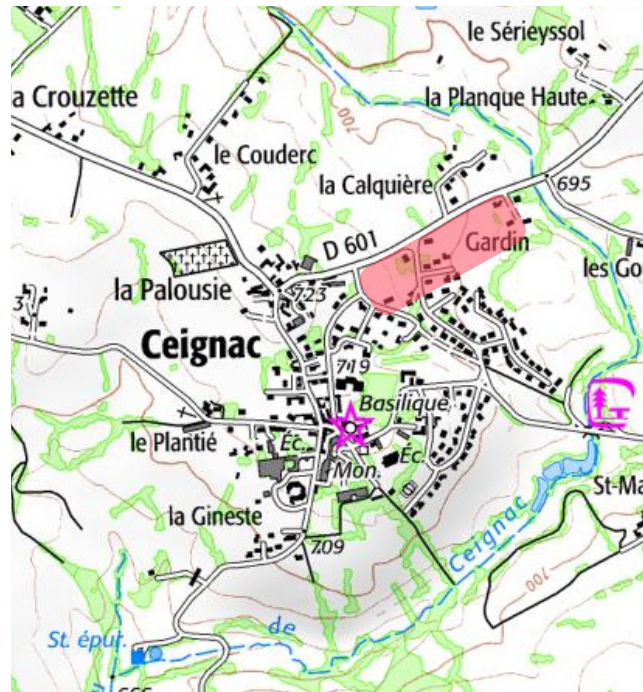 le Sérieyssol
la Planque Haute
a Crouzette
700
le Couderc
la Calquière
695
D 601
Gardin
les Go
la Palousie
723
3
Ceignac
719
Basilique
le Plantié
Éc.
Mon.
Éc.
St-Ma
la Gineste
709
Ceignac
700
de
St. épur.